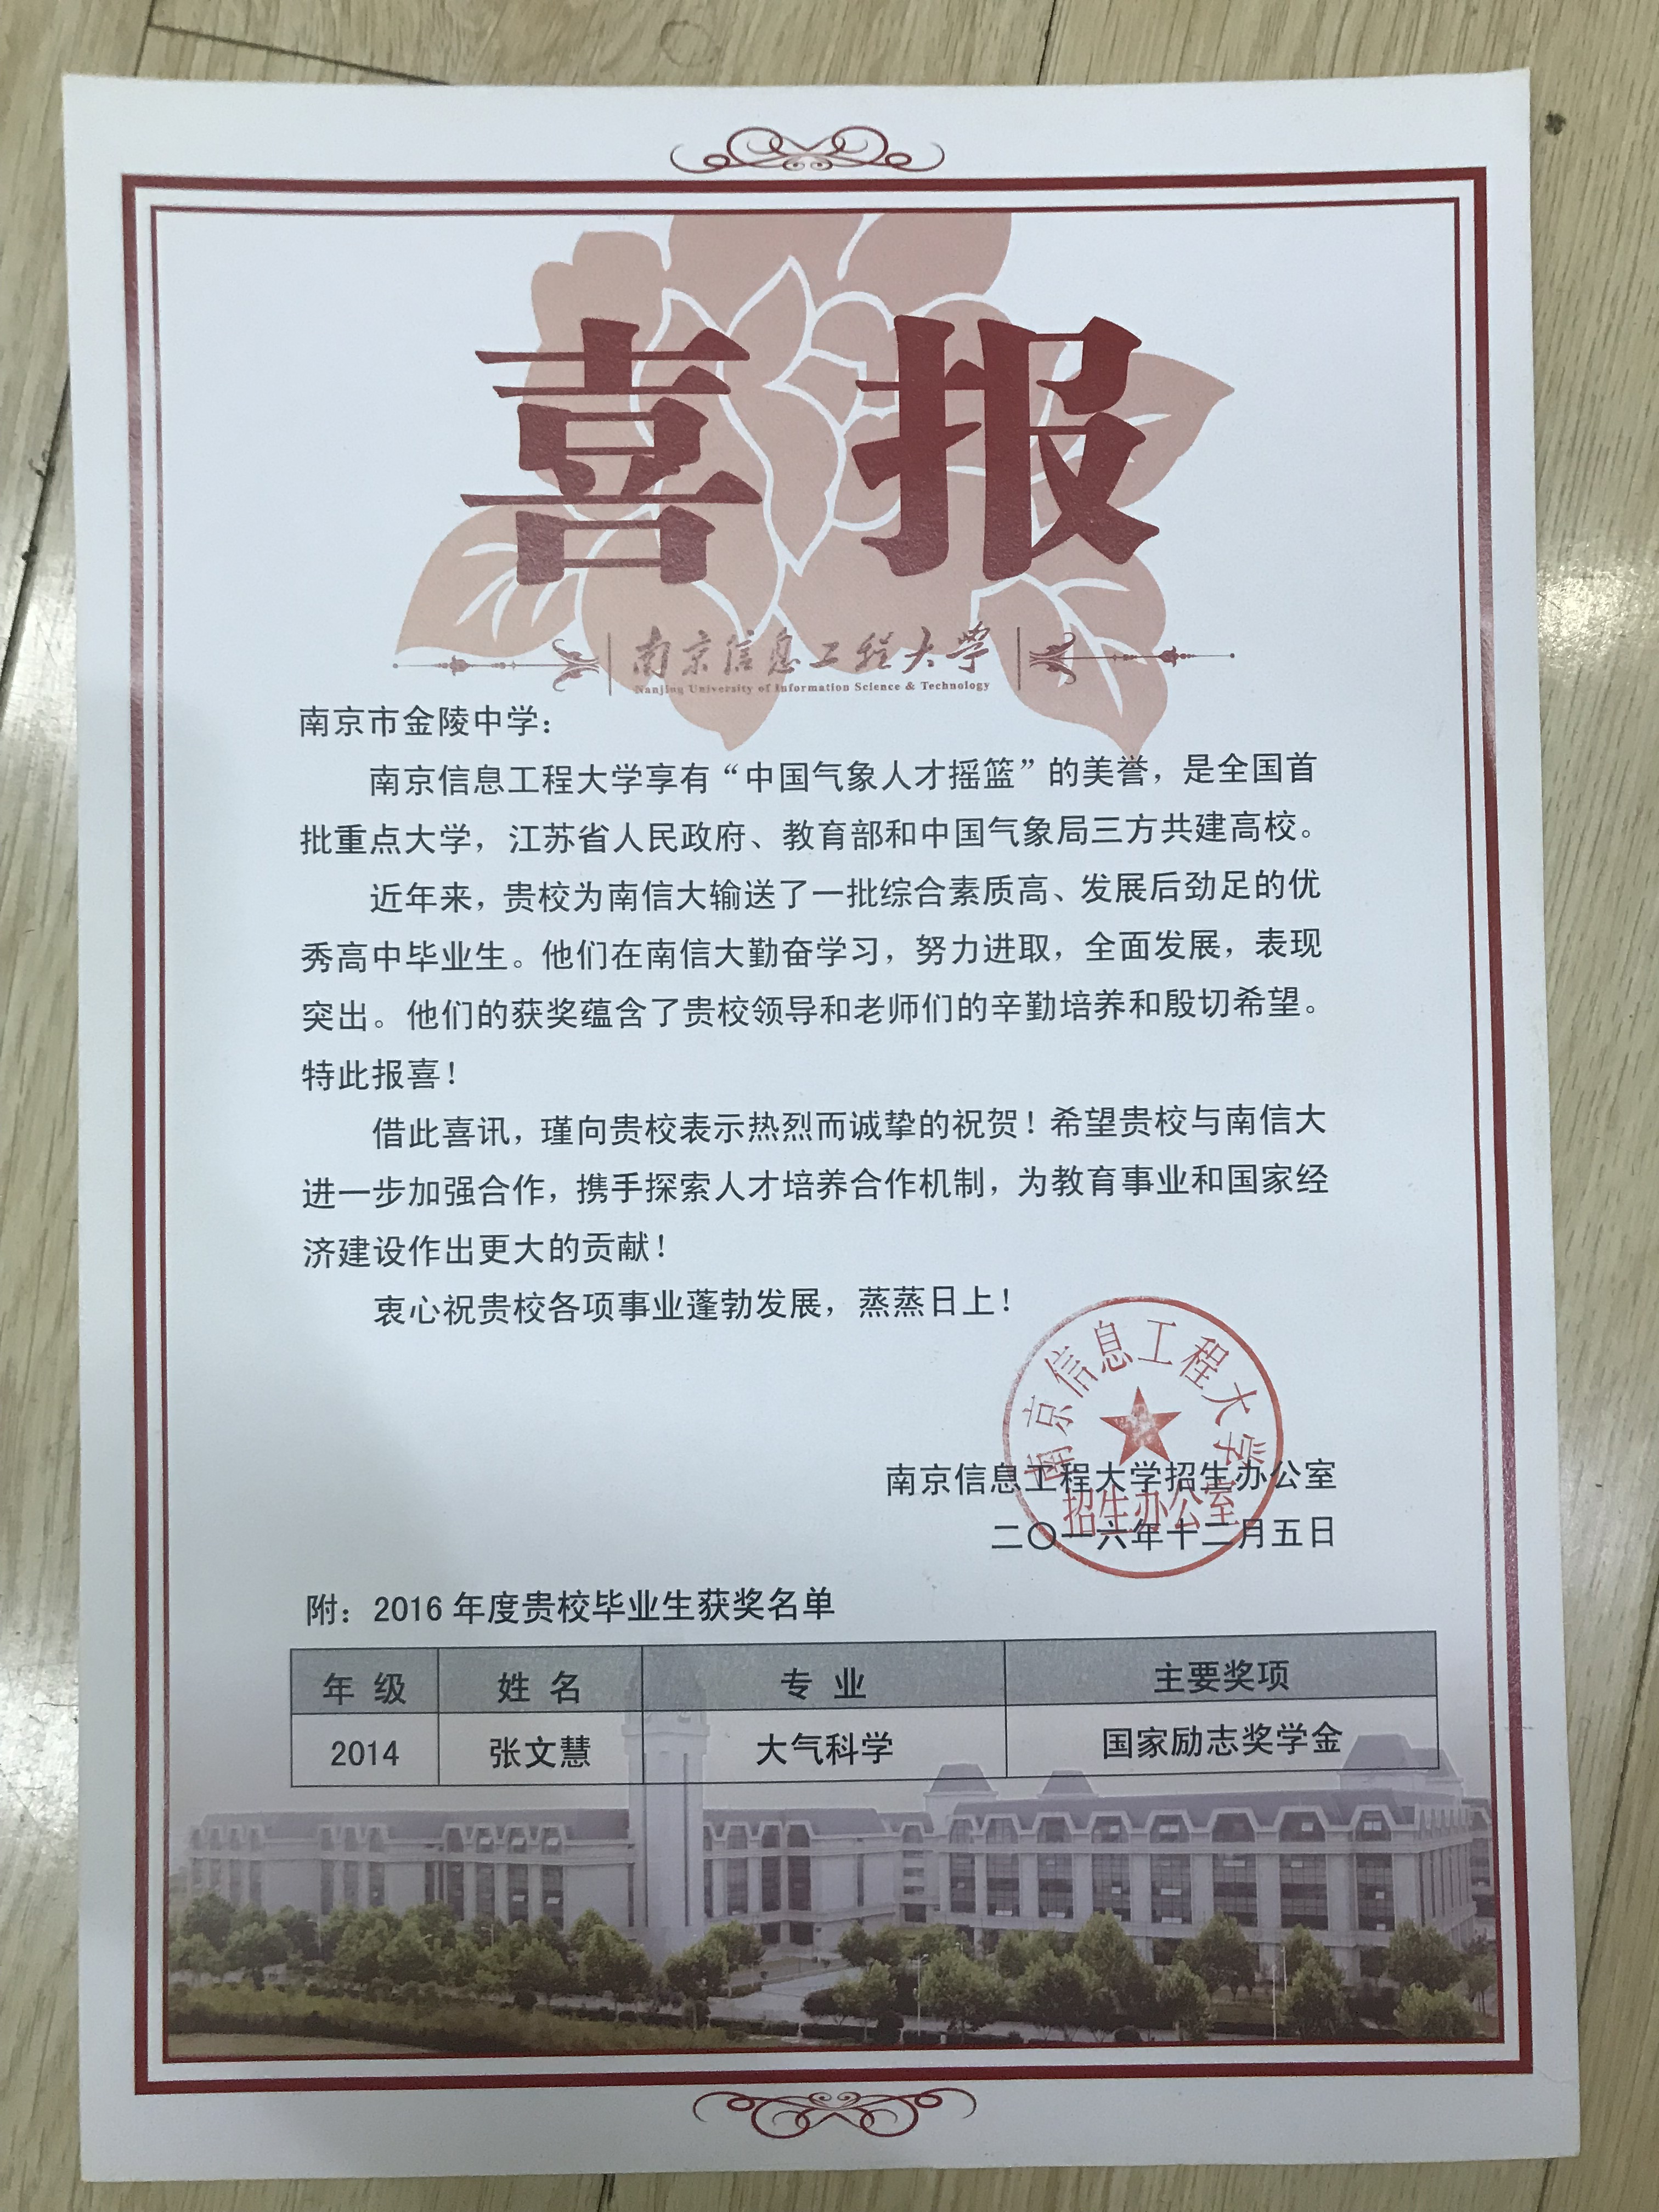 喜报
南京信息工程大学
Nanjing University of Information Science & Technology
南京市金陵中学：
南京信息工程大学享有“中国气象人才摇篮”的美誉，是全国首
批重点大学，江苏省人民政府、教育部和中国气象局三方共建高校。
近年来，贵校为南信大输送了一批综合素质高、发展后劲足的优
秀高中毕业生。他们在南信大勤奋学习，努力进取，全面发展，表现
突出。他们的获奖蕴含了贵校领导和老师们的辛勤培养和殷切希望。
特此报喜！
借此喜讯，瑾向贵校表示热烈而诚挚的祝贺！希望贵校与南信大
进一步加强合作，携手探索人才培养合作机制，为教育事业和国家经
济建设作出更大的贡献！
衷心祝贵校各项事业蓬勃发展，蒸蒸日上！
南京信息工程大学
招生办公室
南京信息工程大学招生办公室
二〇一六年十二月五日
附：2016年度贵校毕业生获奖名单
年级 姓名 专业 主要奖项
2014 张文慧 大气科学 国家励志奖学金